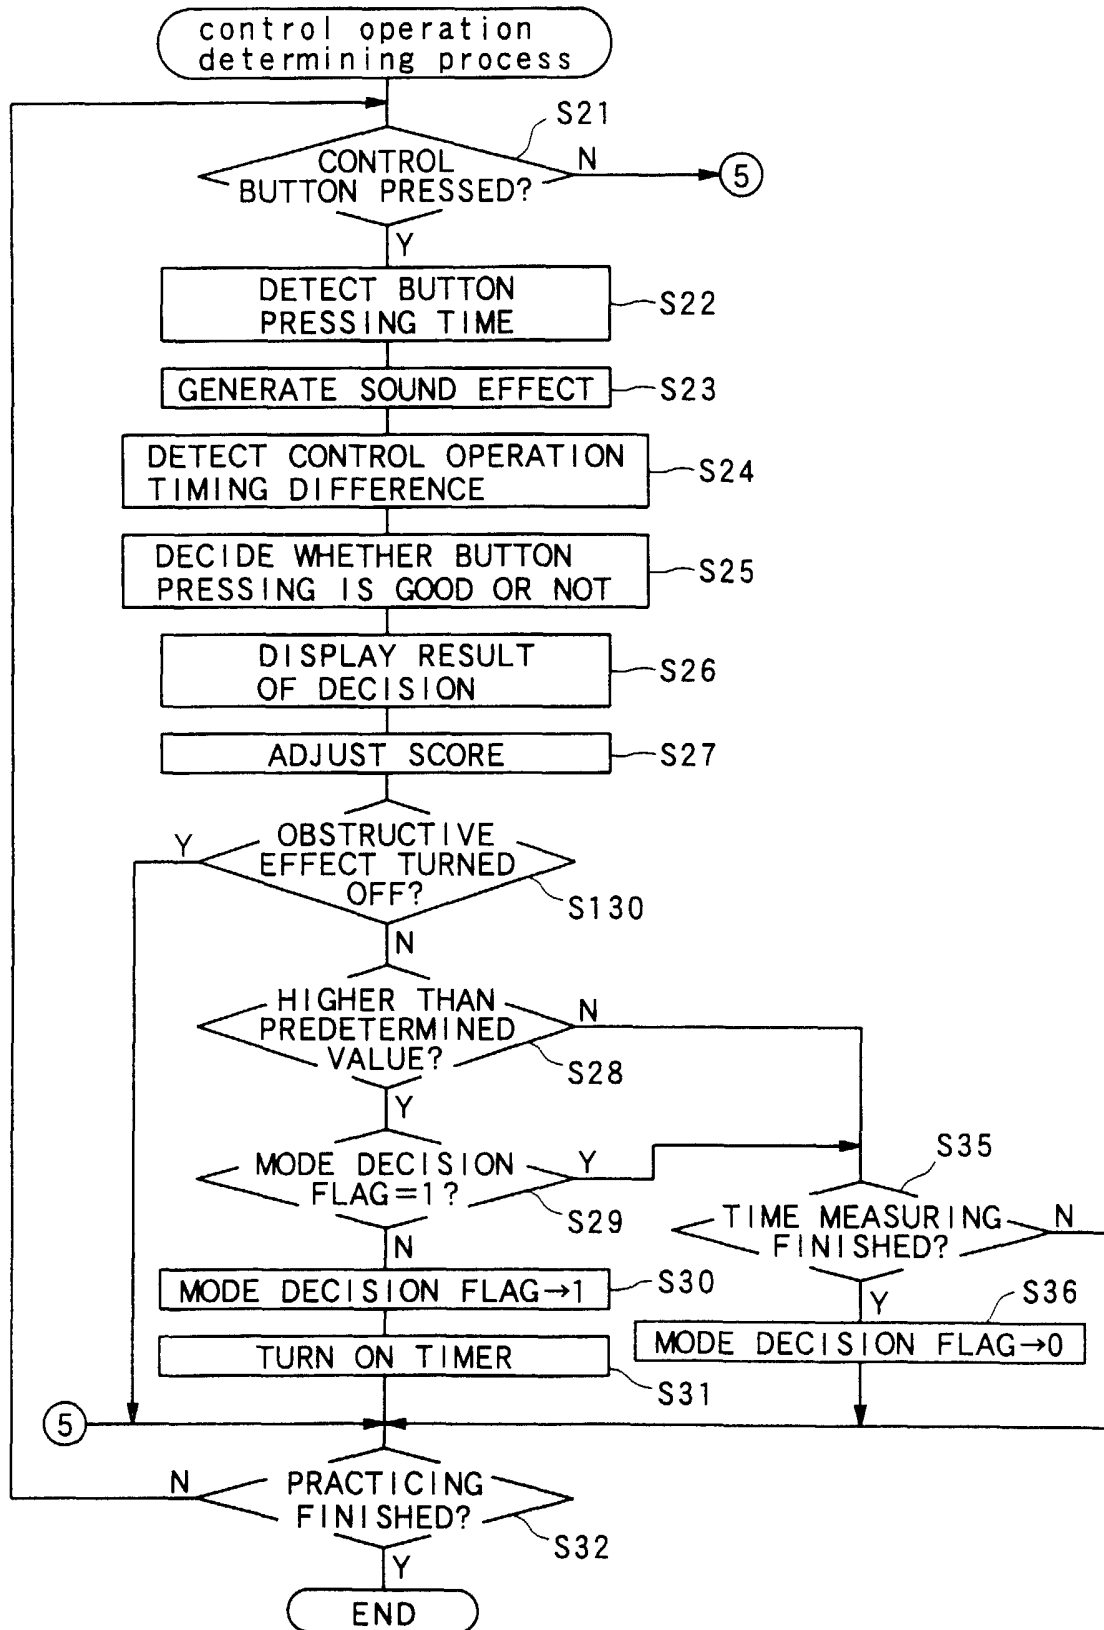 control operation
determining process
S21
CONTROL
BUTTON PRESSED?
N
5
Y
DETECT BUTTON
PRESSING TIME
S22
GENERATE SOUND EFFECT
S23
DETECT CONTROL OPERATION
TIMING DIFFERENCE
S24
DECIDE WHETHER BUTTON
PRESSING IS GOOD OR NOT
S25
DISPLAY RESULT
OF DECISION
S26
ADJUST SCORE
S27
Y
OBSTRUCTIVE
EFFECT TURNED
OFF?
S130
N
HIGHER THAN
PREDETERMINED
VALUE?
N
S28
Y
MODE DECISION
FLAG=1?
Y
S29
S35
TIME MEASURING
FINISHED?
N
N
Y
MODE DECISION FLAG→1
S30
S36
MODE DECISION FLAG→0
TURN ON TIMER
S31
5
N
PRACTICING
FINISHED?
S32
Y
END